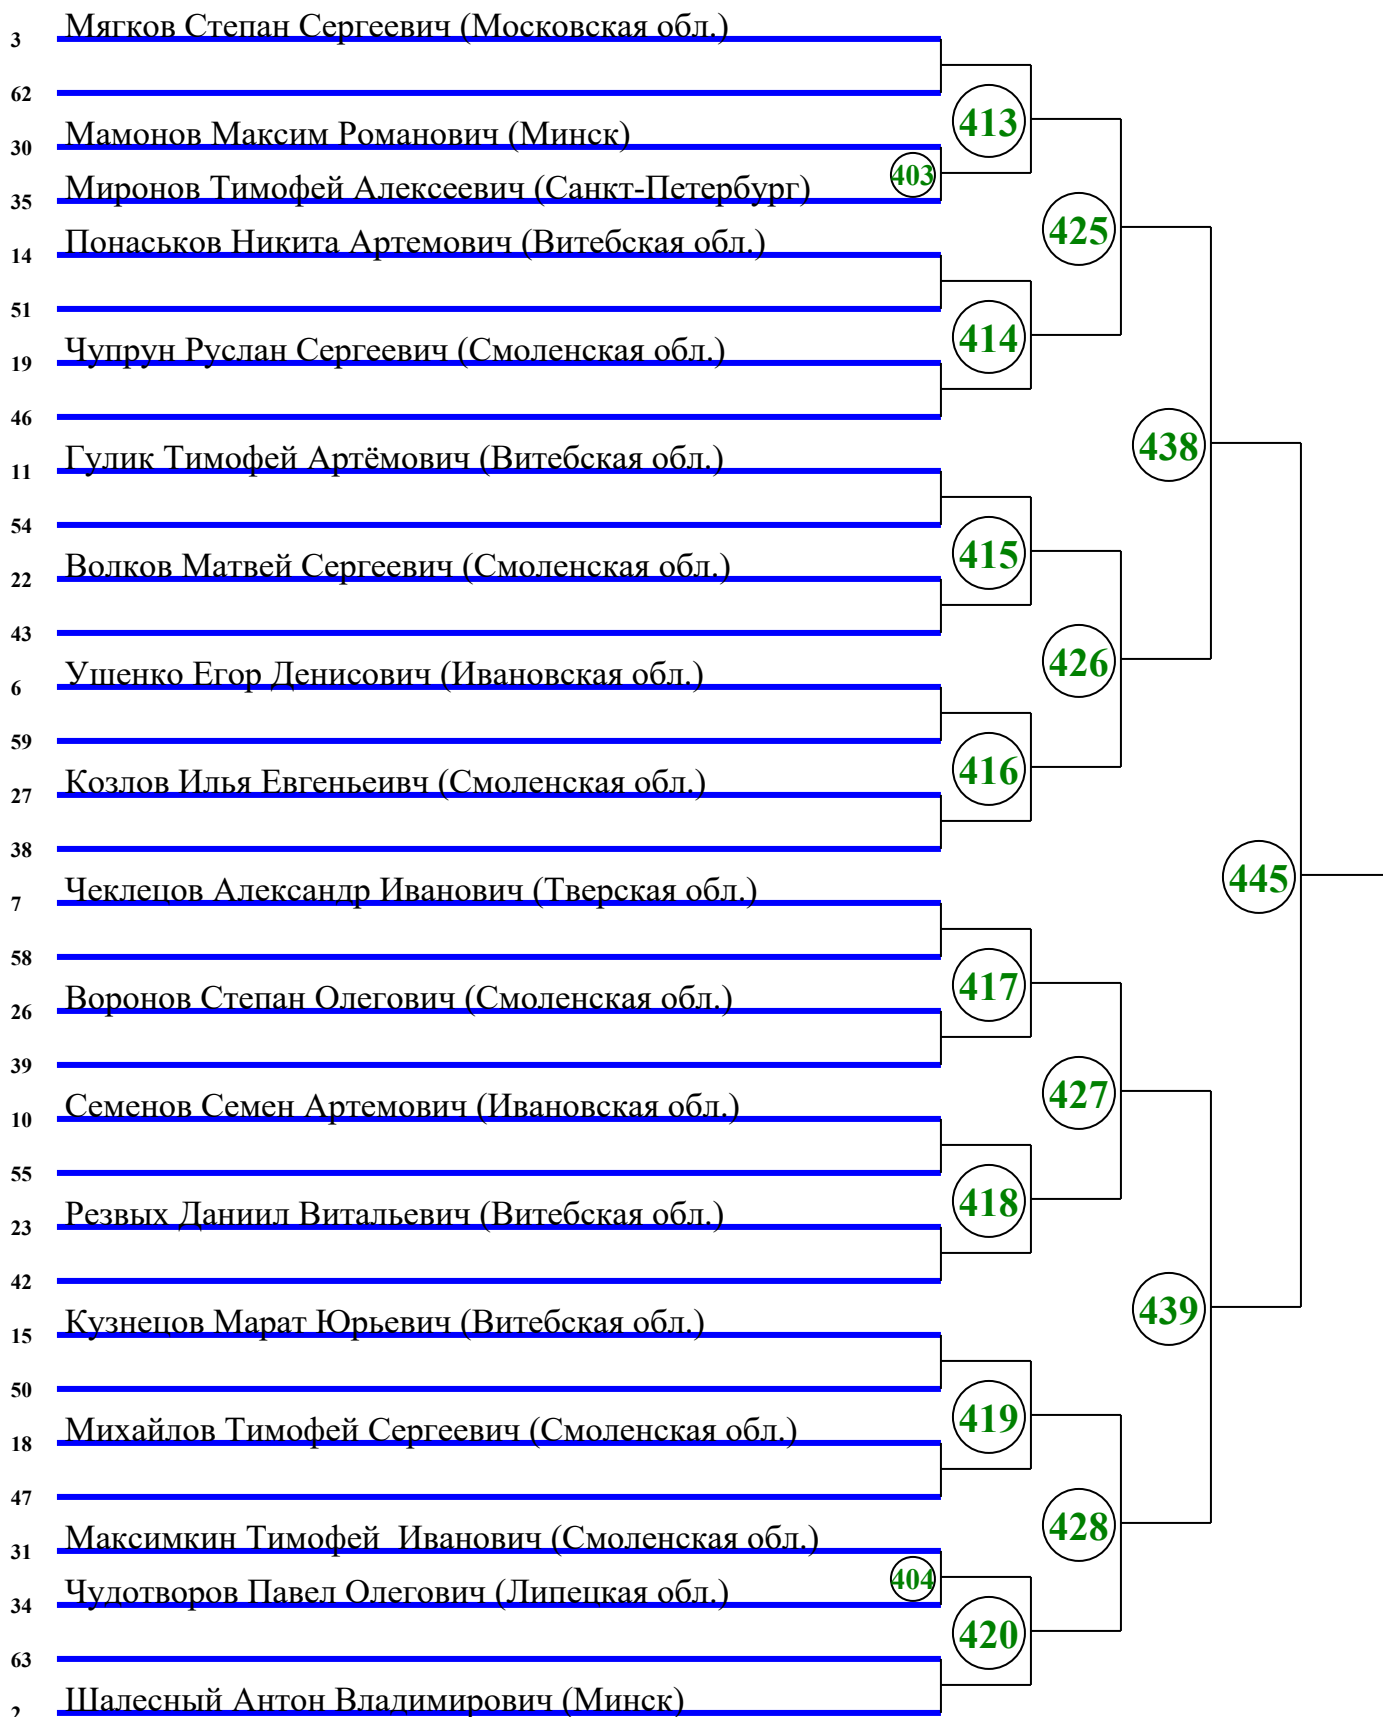 3 Мягков Степан Сергеевич (Московская обл.)
62
413
30 Мамонов Максим Романович (Минск)
403
35 Миронов Тимофей Алексеевич (Санкт-Петербург)
425
14 Понаськов Никита Артемович (Витебская обл.)
51
414
19 Чупрун Руслан Сергеевич (Смоленская обл.)
46
438
11 Гулик Тимофей Артёмович (Витебская обл.)
54
415
22 Волков Матвей Сергеевич (Смоленская обл.)
43
426
6 Ушенко Егор Денисович (Ивановская обл.)
59
416
27 Козлов Илья Евгеньеивч (Смоленская обл.)
38
445
7 Чеклецов Александр Иванович (Тверская обл.)
58
417
26 Воронов Степан Олегович (Смоленская обл.)
39
427
10 Семенов Семен Артемович (Ивановская обл.)
55
418
23 Резвых Даниил Витальевич (Витебская обл.)
42
439
15 Кузнецов Марат Юрьевич (Витебская обл.)
50
419
18 Михайлов Тимофей Сергеевич (Смоленская обл.)
47
428
31 Максимкин Тимофей  Иванович (Смоленская обл.)
404
34 Чудотворов Павел Олегович (Липецкая обл.)
420
63
2 Шалесный Антон Владимирович (Минск)